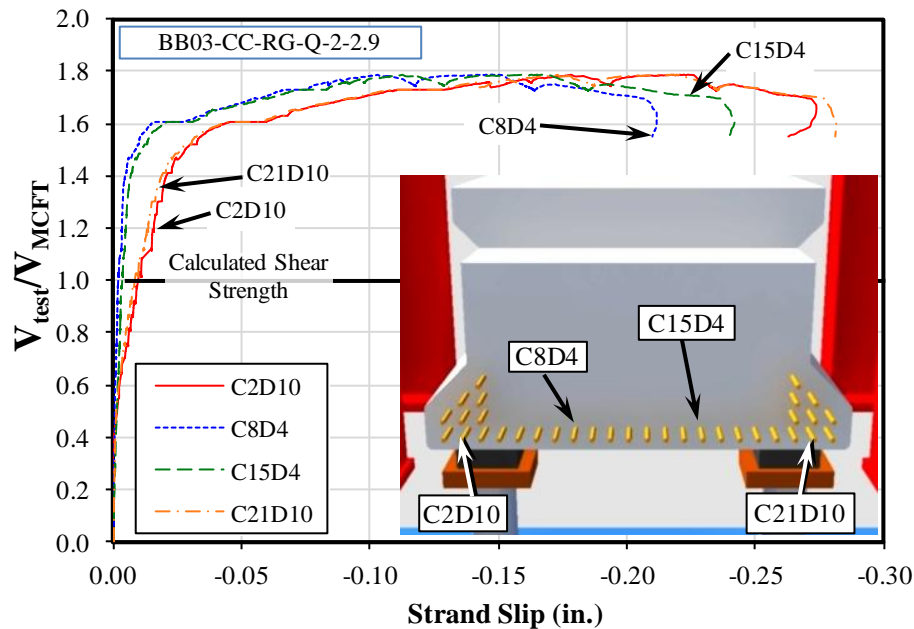 BB03-CC-RG-Q-2-2.9
2.0
1.8
1.6
1.4
1.2
1.0
0.8
0.6
0.4
0.2
0.0
V_test/V_MCFT
C15D4
C8D4
C21D10
C2D10
Calculated Shear
Strength
C2D10
C8D4
C15D4
C21D10
C15D4
C8D4
C2D10
C21D10
0.00
-0.05
-0.10
-0.15
-0.20
-0.25
-0.30
Strand Slip (in.)